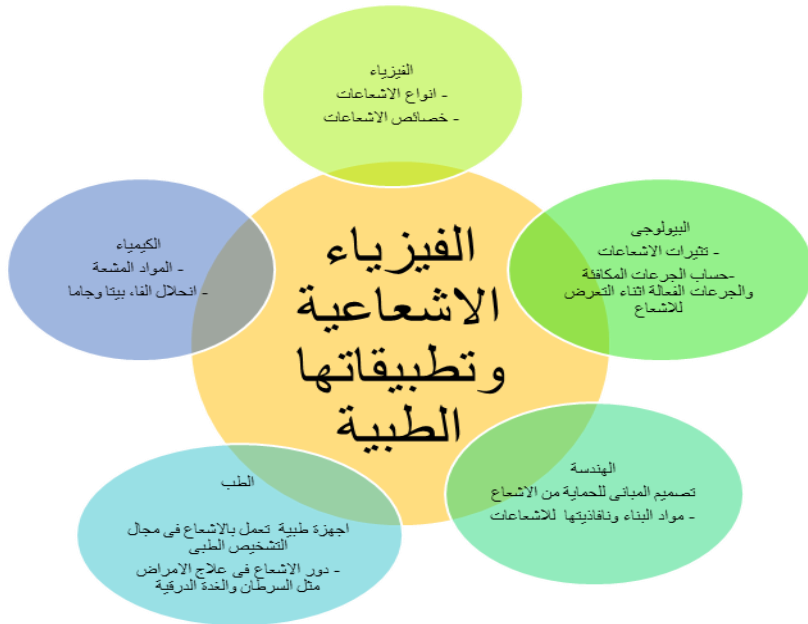 الفيزياء
- انواع الاشعاعات
- خصائص الاشعاعات
البيولوجى
- تثيرات الاشعاعات
-حساب الجرعات المكافئة
والجرعات الفعالة اثناء التعرض
للاشعاع
الكيمياء
- المواد المشعة
- انحلال الفا، بيتا وجاما
الفيزياء
الاشعاعية
وتطبيقاتها
الطبية
الهندسة
تصميم المبانى للحماية من الاشعاع
- مواد البناء ونافاذيتها للاشعاعات
الطب
اجهزة طبية تعمل بالاشعاع فى مجال
التشخيص الطبى
- دور الاشعاع فى علاج الامراض
مثل السرطان والغدة الدرقية